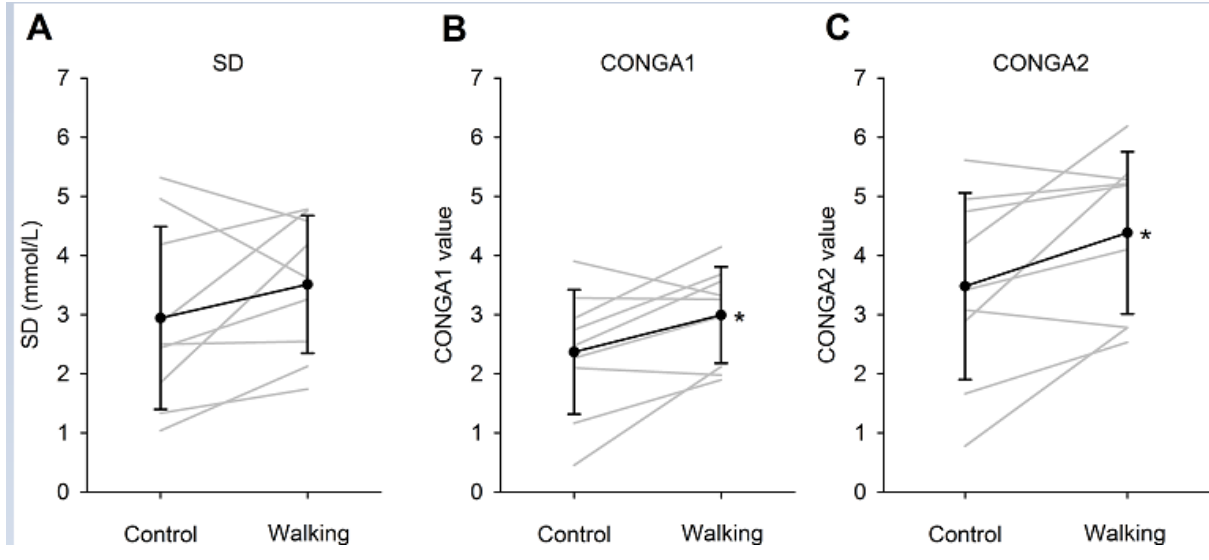 A
SD
SD (mmol/L)
7
6
5
4
3
2
1
0
Control Walking
B
CONGA1
CONGA1 value
7
6
5
4
3
2
1
0
*
Control Walking
C
CONGA2
CONGA2 value
7
6
5
4
3
2
1
0
*
Control Walking